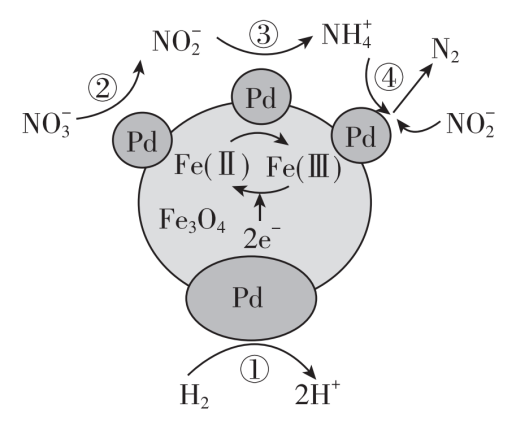 NO₂⁻ ③ NH₄⁺
N₂
② ④
NO₃⁻ Pd Pd Pd NO₂⁻
Fe(Ⅱ) Fe(Ⅲ)
Fe₃O₄
2e⁻
Pd
①
H₂ 2H⁺